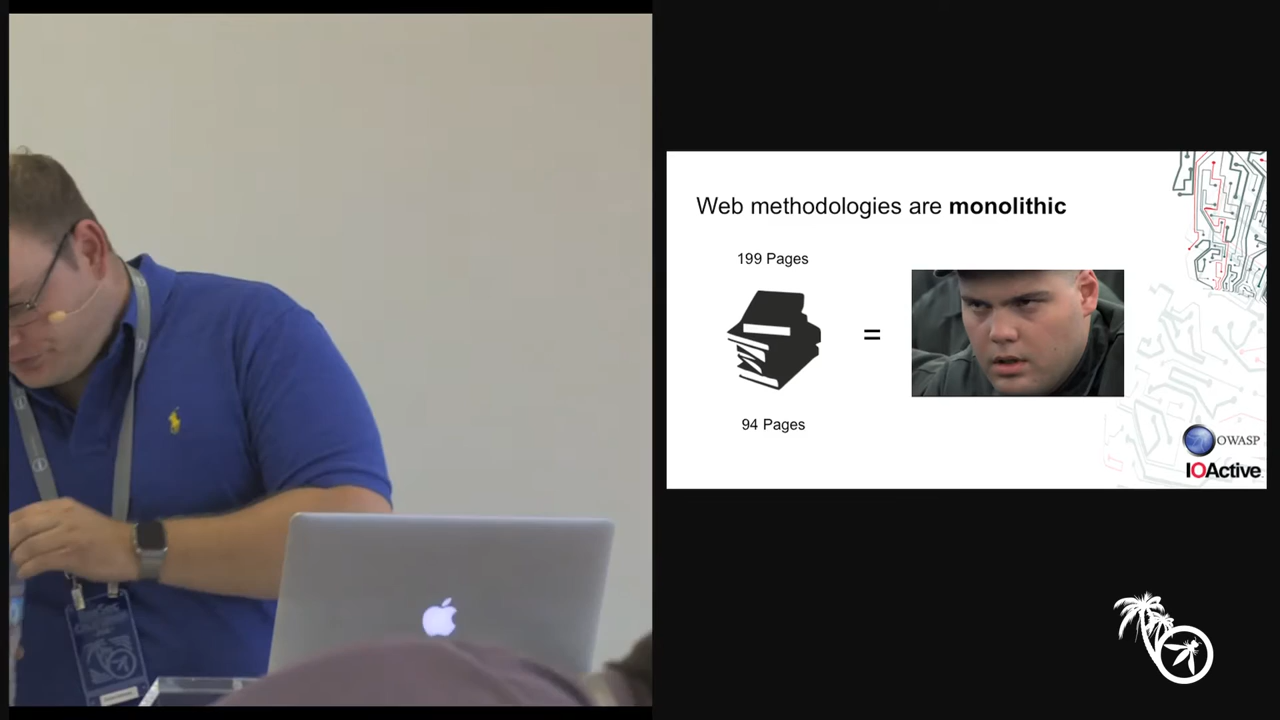 Web methodologies are monolithic
199 Pages
=
94 Pages
OWASP
IOActive